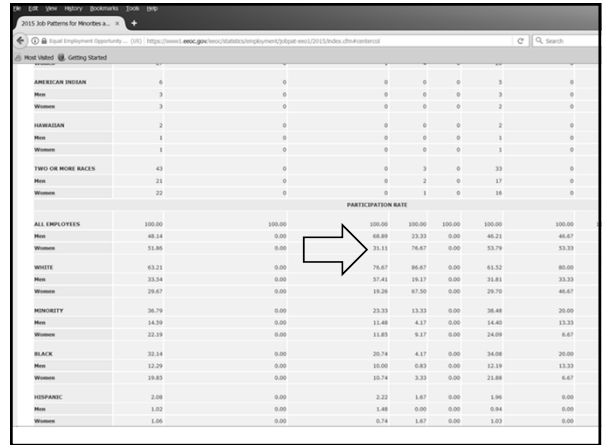 File Edit View History Bookmarks Tools Help
2015 Job Patterns for Minorities a... × +
Equal Employment Opportunity ... (US) https://www1.eeoc.gov/eeoc/statistics/employment/jobpat-eeo1/2015/index.cfm#centercol Search
Most Visited Getting Started
AMERICAN INDIAN 6 0 0 0 0 5 0
Men 3 0 0 0 0 3 0
Women 3 0 0 0 0 2 0
HAWAIIAN 2 0 0 0 0 2 0
Men 1 0 0 0 0 1 0
Women 1 0 0 0 0 1 0
TWO OR MORE RACES 43 0 0 3 0 33 0
Men 21 0 0 2 0 17 0
Women 22 0 0 1 0 16 0
PARTICIPATION RATE
ALL EMPLOYEES 100.00 100.00 100.00 100.00 100.00 100.00 100.00
Men 48.14 0.00 68.89 23.33 0.00 46.21 46.67
Women 51.86 0.00 31.11 76.67 0.00 53.79 53.33
WHITE 63.21 0.00 76.67 86.67 0.00 61.52 80.00
Men 33.54 0.00 57.41 19.17 0.00 31.81 33.33
Women 29.67 0.00 19.26 67.50 0.00 29.70 46.67
MINORITY 36.79 0.00 23.33 13.33 0.00 38.48 20.00
Men 14.59 0.00 11.48 4.17 0.00 14.40 13.33
Women 22.19 0.00 11.85 9.17 0.00 24.09 6.67
BLACK 32.14 0.00 20.74 4.17 0.00 34.08 20.00
Men 12.29 0.00 10.00 0.83 0.00 12.19 13.33
Women 19.85 0.00 10.74 3.33 0.00 21.88 6.67
HISPANIC 2.08 0.00 2.22 1.67 0.00 1.96 0.00
Men 1.02 0.00 1.48 0.00 0.00 0.94 0.00
Women 1.06 0.00 0.74 1.67 0.00 1.03 0.00